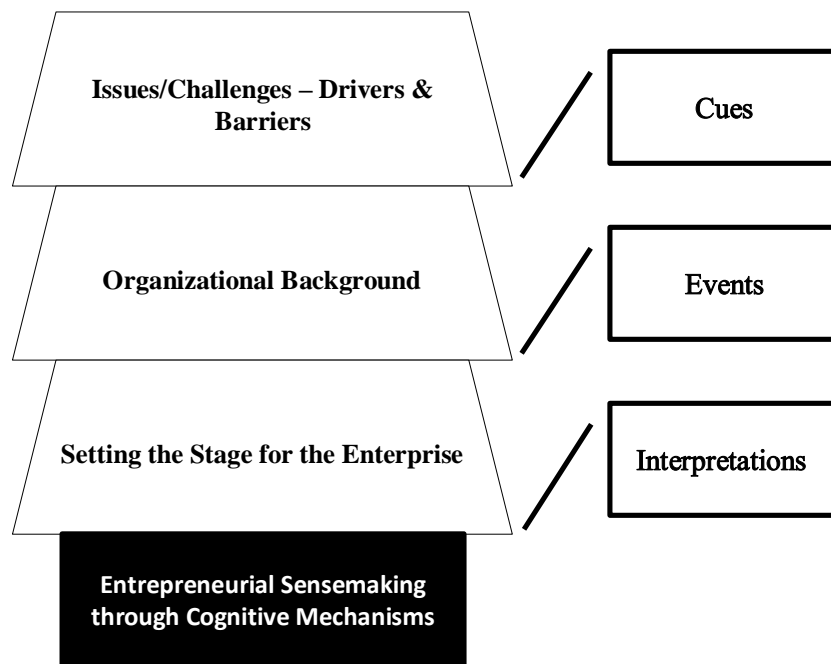 Issues/Challenges – Drivers &
Barriers
Cues
Organizational Background
Events
Setting the Stage for the Enterprise
Interpretations
Entrepreneurial Sensemaking
through Cognitive Mechanisms